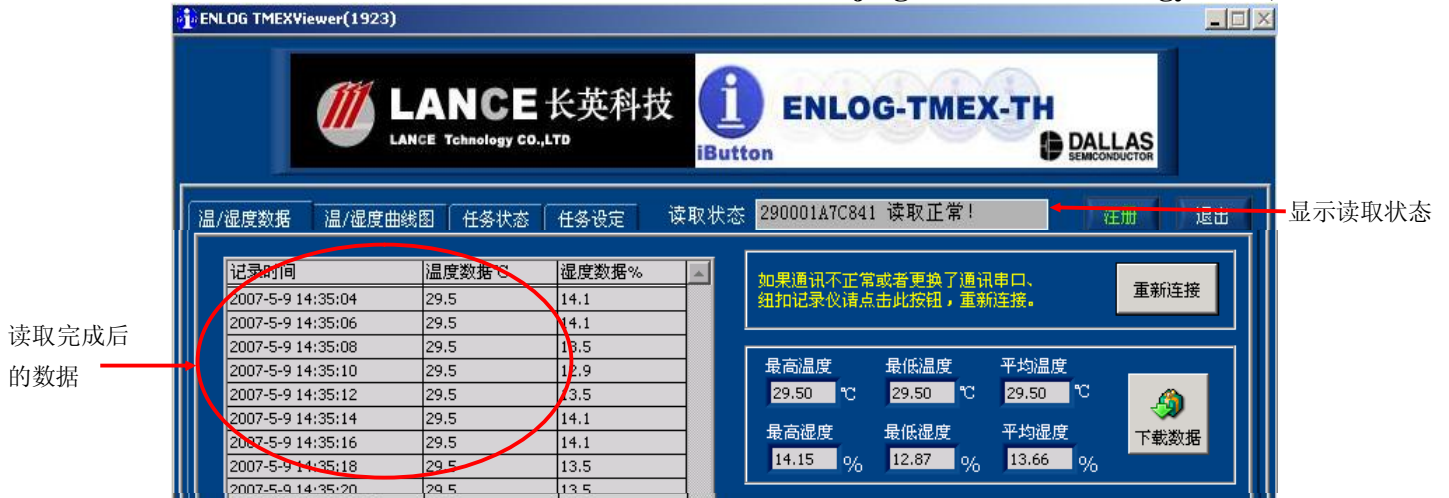 ENLOG TMEXViewer(1923)
LANCE 长英科技
LANCE Tchnology CO.,LTD
iButton
ENLOG-TMEX-TH
DALLAS
SEMICONDUCTOR
温/湿度数据 温/湿度曲线图 任务状态 任务设定 读取状态 290001A7C841 读取正常! 注册 退出
显示读取状态
记录时间 温度数据℃ 湿度数据%
2007-5-9 14:35:04 29.5 14.1
2007-5-9 14:35:06 29.5 14.1
2007-5-9 14:35:08 29.5 13.5
2007-5-9 14:35:10 29.5 12.9
2007-5-9 14:35:12 29.5 13.5
2007-5-9 14:35:14 29.5 14.1
2007-5-9 14:35:16 29.5 14.1
2007-5-9 14:35:18 29.5 13.5
2007-5-9 14:35:20 29.5 13.5
读取完成后
的数据
如果通讯不正常或者更换了通讯串口、
纽扣记录仪请点击此按钮，重新连接。
重新连接
最高温度 最低温度 平均温度
29.50 ℃ 29.50 ℃ 29.50 ℃
最高湿度 最低湿度 平均湿度
14.15 % 12.87 % 13.66 %
下载数据